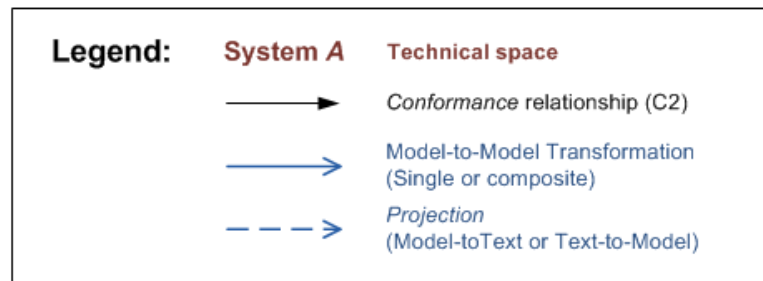 Legend: System A Technical space
Conformance relationship (C2)
Model-to-Model Transformation
(Single or composite)
Projection
(Model-toText or Text-to-Model)